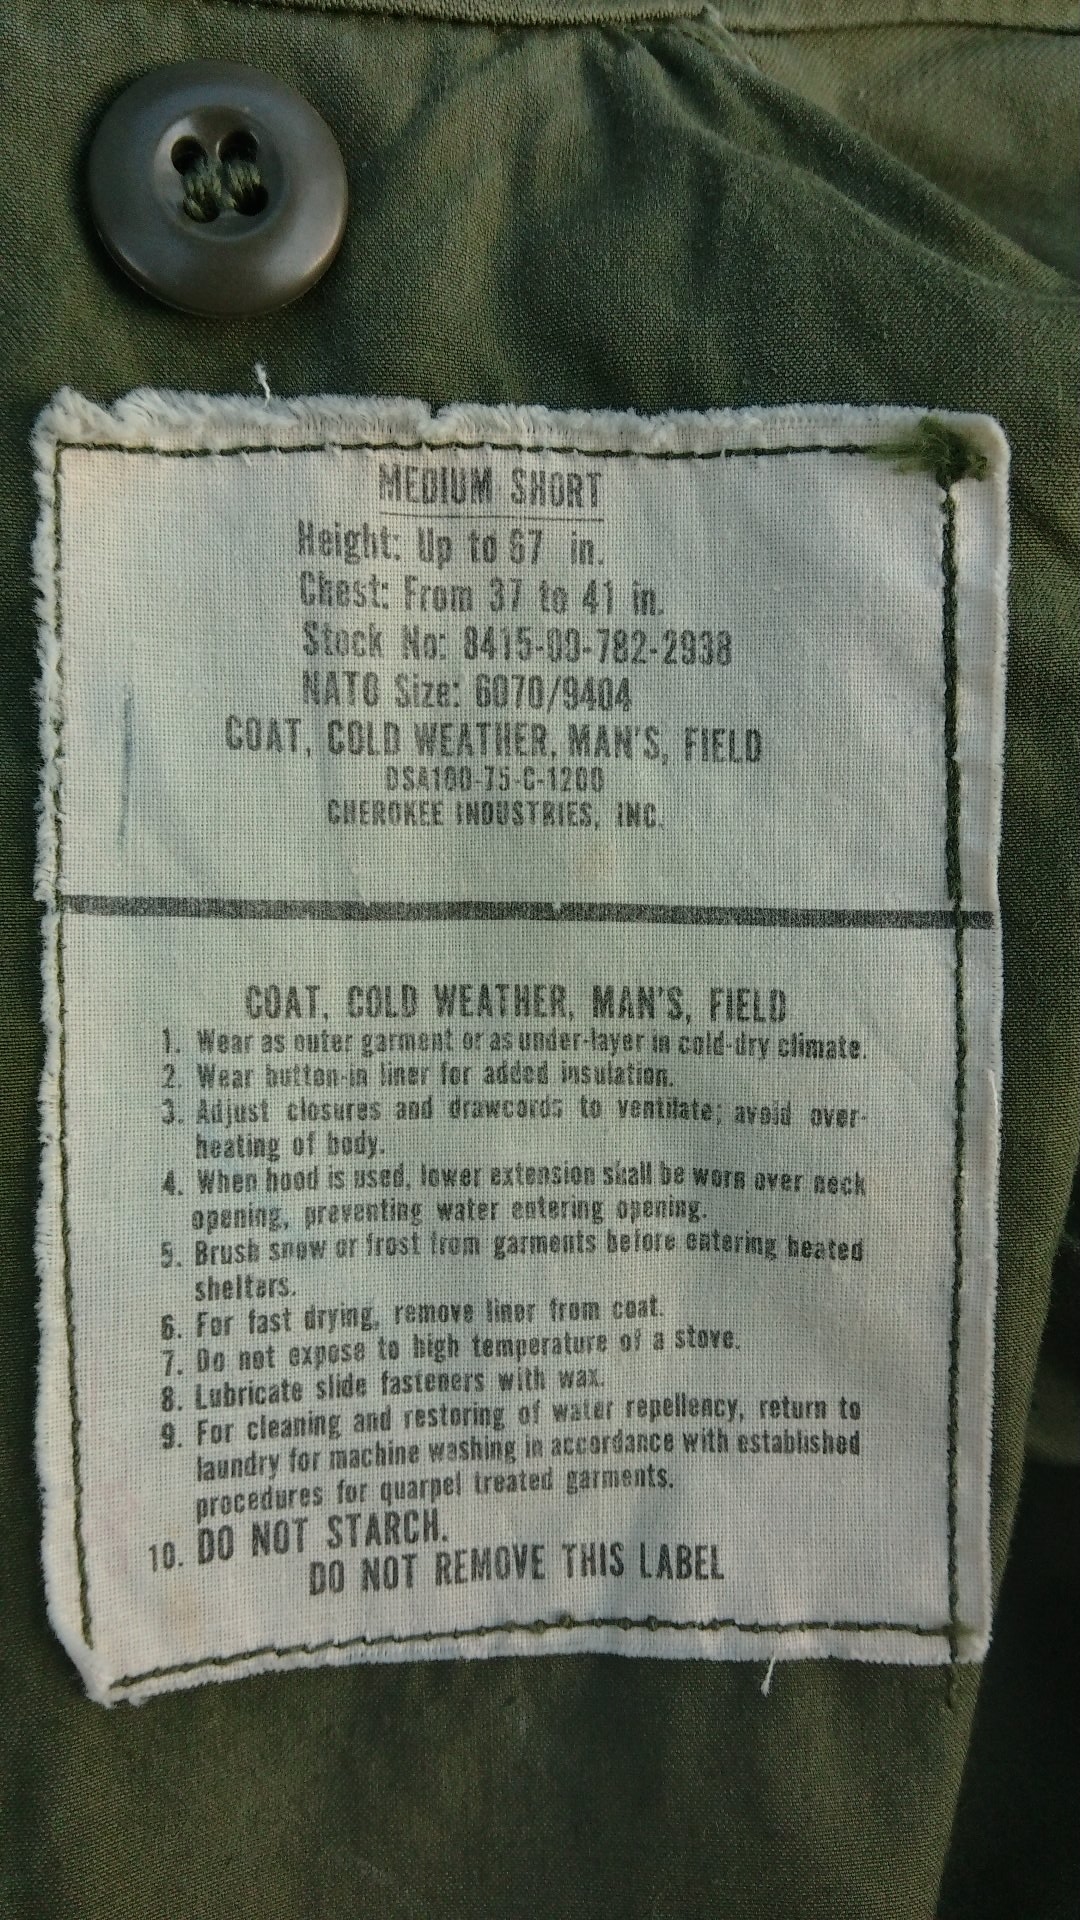 MEDIUM SHORT
Height: Up to 67 in.
Chest: From 37 to 41 in.
Stock No: 8415-00-782-2938
NATO Size: 6070/9404
COAT, COLD WEATHER, MAN'S, FIELD
DSA100-75-C-1200
CHEROKEE INDUSTRIES, INC.
COAT, COLD WEATHER, MAN'S, FIELD
1. Wear as outer garment or as under-layer in cold-dry climate.
2. Wear button-in liner for added insulation.
3. Adjust closures and drawcords to ventilate; avoid over-
heating of body.
4. When hood is used, lower extension shall be worn over neck
opening, preventing water entering opening.
5. Brush snow or frost from garments before entering heated
shelters.
6. For fast drying, remove liner from coat.
7. Do not expose to high temperature of a stove.
8. Lubricate slide fasteners with wax.
9. For cleaning and restoring of water repellency, return to
laundry for machine washing in accordance with established
procedures for quarpel treated garments.
10. DO NOT STARCH.
DO NOT REMOVE THIS LABEL